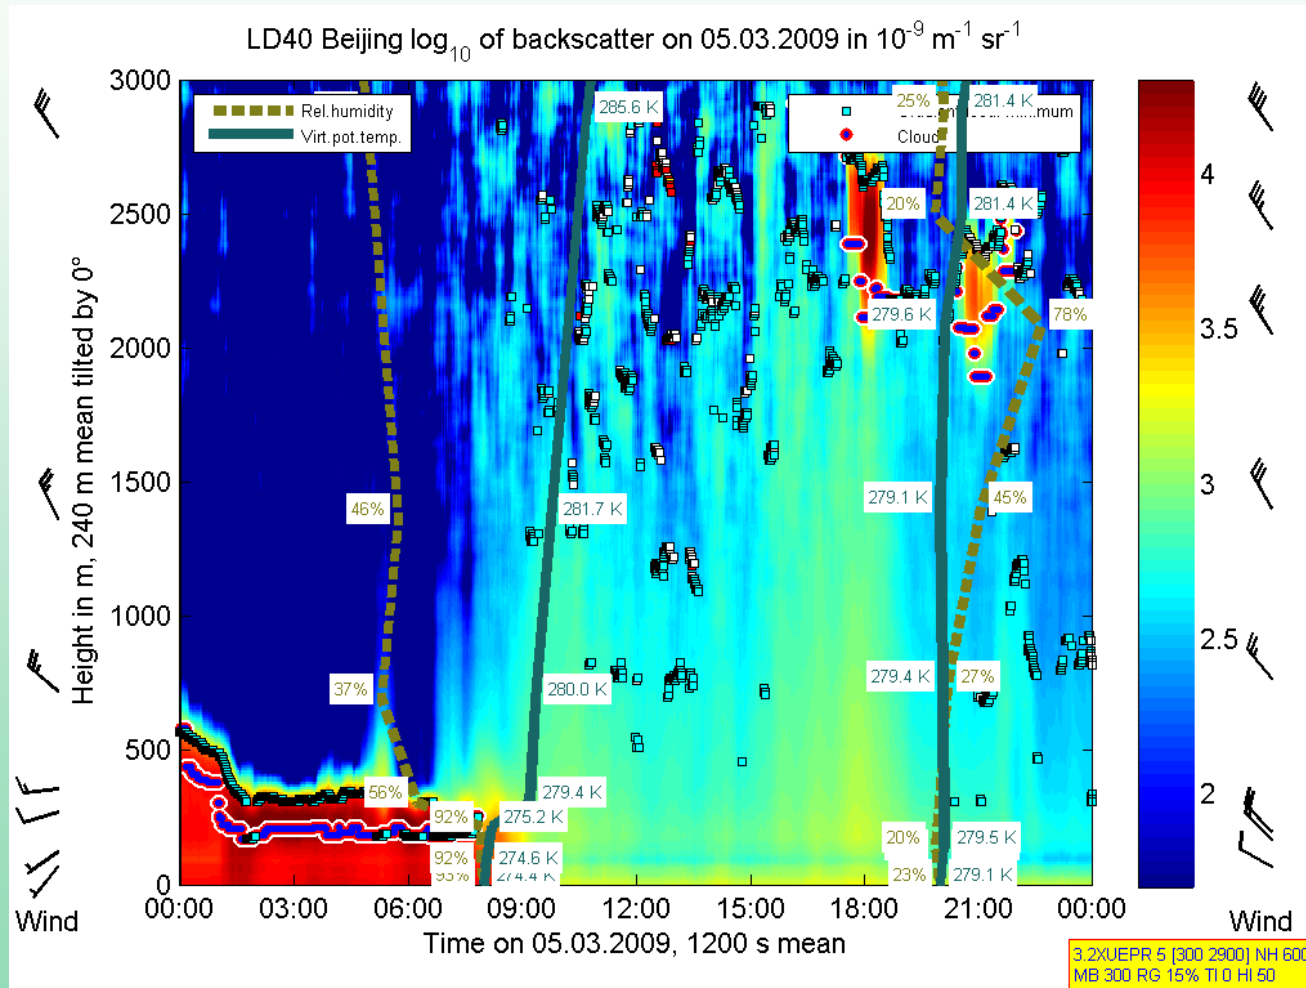 LD40 Beijing log10 of backscatter on 05.03.2009 in 10-9 m-1 sr-1
3000
2500
2000
1500
1000
500
0
Height in m, 240 m mean tilted by 0°
Rel.humidity
Virt.pot.temp.
Cloud
285.6 K
25%
281.4 K
20%
281.4 K
279.6 K
78%
46%
281.7 K
279.1 K
45%
37%
280.0 K
279.4 K
27%
56%
279.4 K
92%
275.2 K
20%
279.5 K
92%
274.6 K
93%
274.4 K
23%
279.1 K
00:00
03:00
06:00
09:00
12:00
15:00
18:00
21:00
00:00
Time on 05.03.2009, 1200 s mean
Wind
Wind
4
3.5
3
2.5
2
3.2XUEPR 5 [300 2900] NH 600
MB 300 RG 15% TI 0 HI 50